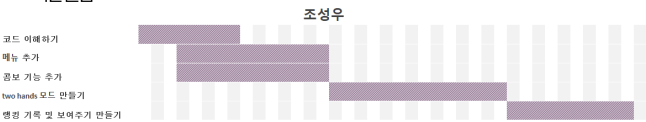 조성우
코드 이해하기
메뉴 추가
콤보 기능 추가
two hands 모드 만들기
랭킹 기록 및 보여주기 만들기